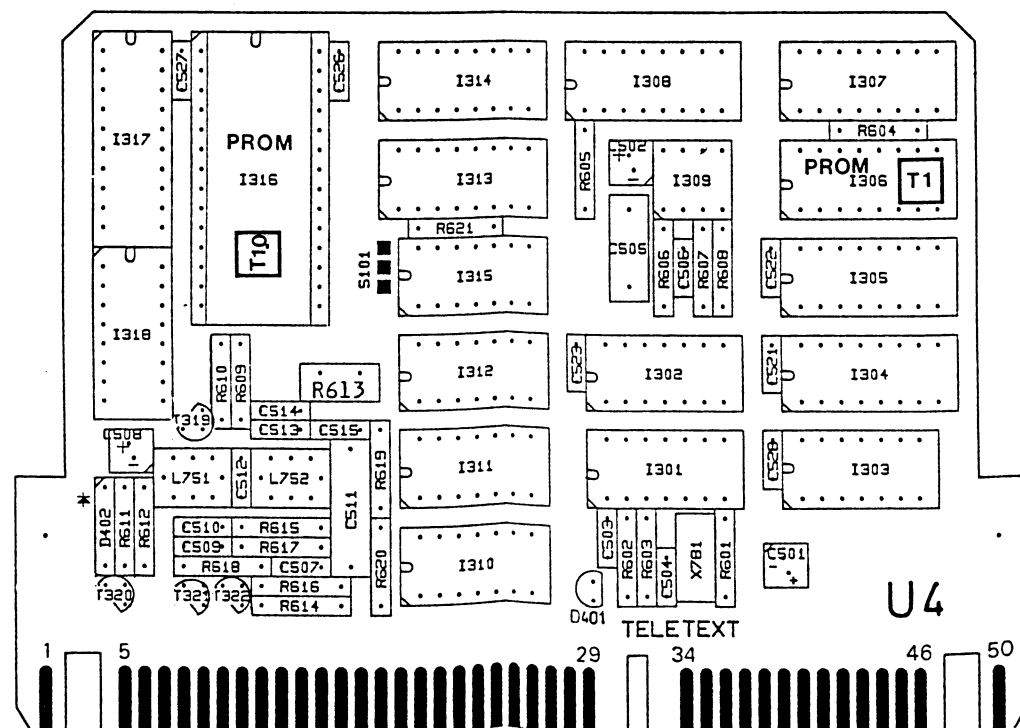 C527
C526
I314
I308
I307
I317
PROM
I316
R604
R605
C502
+
-
I309
PROM
I306
T1
I313
R621
T10
S101
I315
C505
R606
C506
R607
R608
C522
I305
I318
R610
R609
R613
I312
C523
I302
C521
I304
C514
T319
C513
C515
C508
+
-
L751
C512
L752
C511
R619
I311
I301
C520
I303
*
D402
R611
R612
C510
R615
C509
R617
R618
C507
R620
I310
C503
R602
R603
C504
X781
R601
C501
-
+
T320
T321
T322
R616
R614
D401
U4
TELETEXT
1
5
29
34
46
50